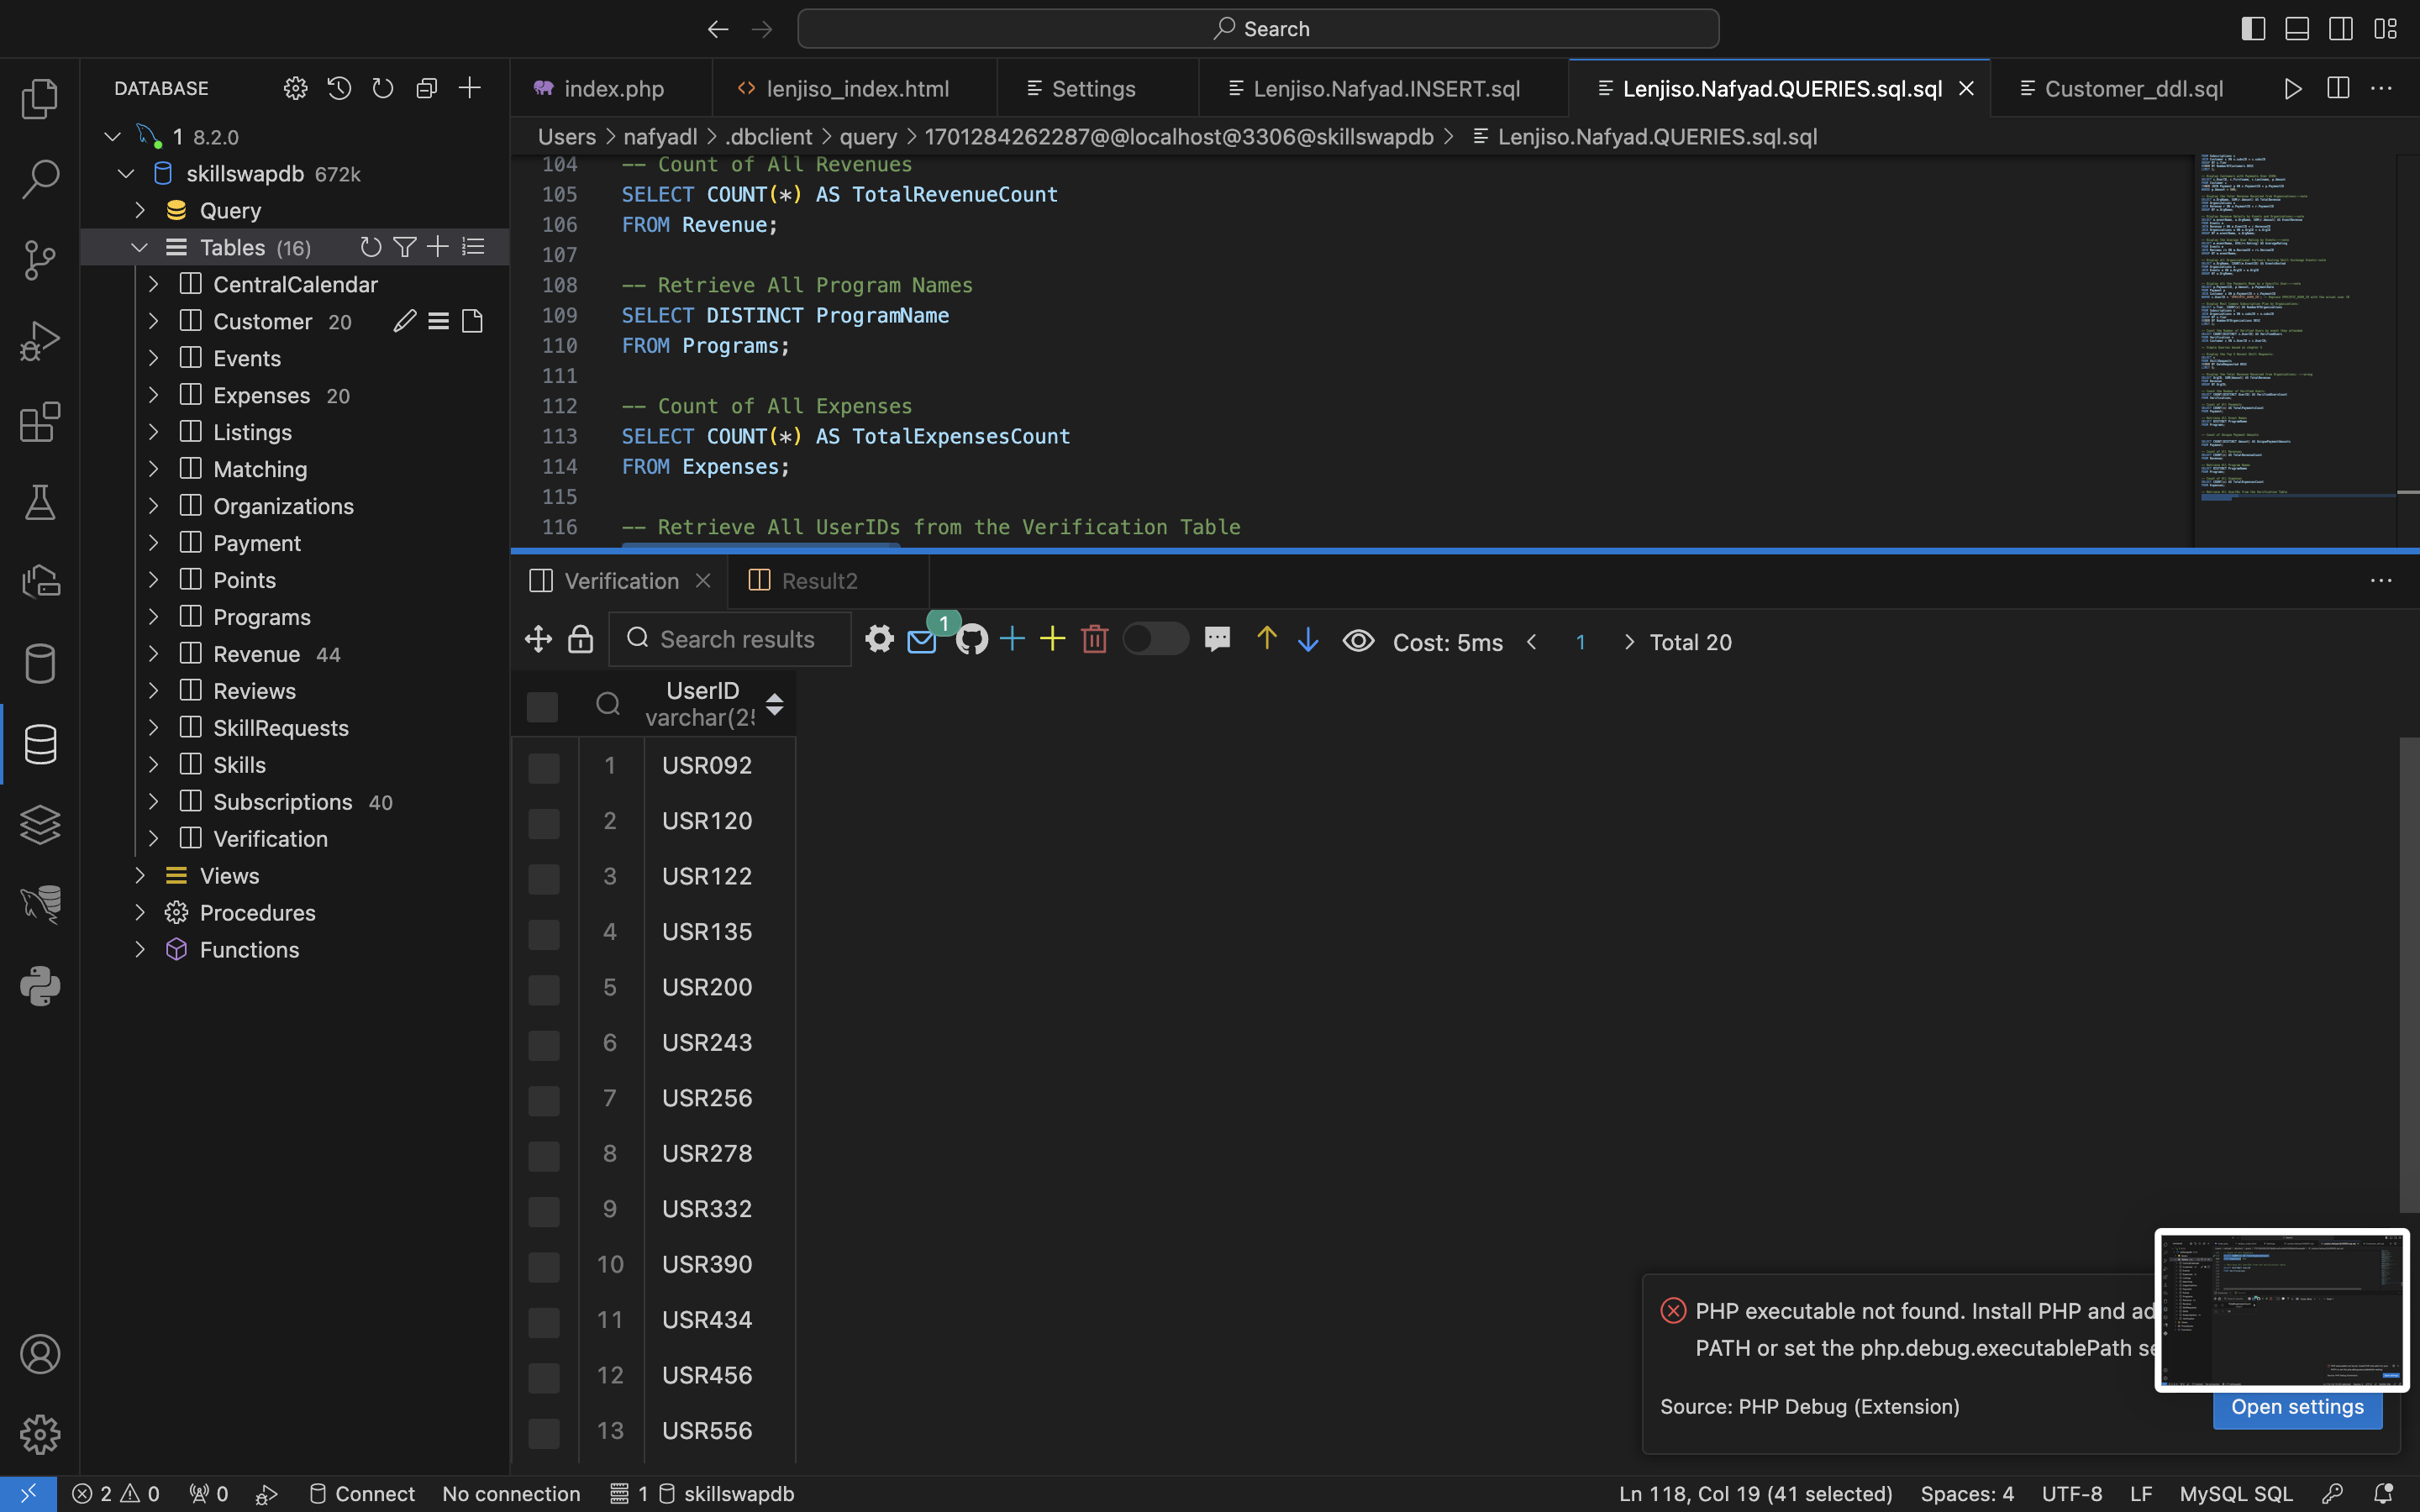 Search
DATABASE
1 8.2.0
skillswapdb 672k
Query
Tables (16)
CentralCalendar
Customer 20
Events
Expenses 20
Listings
Matching
Organizations
Payment
Points
Programs
Revenue 44
Reviews
SkillRequests
Skills
Subscriptions 40
Verification
Views
Procedures
Functions
index.php
lenjiso_index.html
Settings
Lenjiso.Nafyad.INSERT.sql
Lenjiso.Nafyad.QUERIES.sql.sql
Customer_ddl.sql
Users > nafyadl > .dbclient > query > 1701284262287@@localhost@3306@skillswapdb > Lenjiso.Nafyad.QUERIES.sql.sql
104 -- Count of All Revenues
105 SELECT COUNT(*) AS TotalRevenueCount
106 FROM Revenue;
107
108 -- Retrieve All Program Names
109 SELECT DISTINCT ProgramName
110 FROM Programs;
111
112 -- Count of All Expenses
113 SELECT COUNT(*) AS TotalExpensesCount
114 FROM Expenses;
115
116 -- Retrieve All UserIDs from the Verification Table
Verification
Result2
Search results
1
Cost: 5ms < 1 > Total 20
UserID
varchar(25
1 USR092
2 USR120
3 USR122
4 USR135
5 USR200
6 USR243
7 USR256
8 USR278
9 USR332
10 USR390
11 USR434
12 USR456
13 USR556
PHP executable not found. Install PHP and ad
PATH or set the php.debug.executablePath se
Source: PHP Debug (Extension)
Open settings
2 0 0 Connect No connection 1 skillswapdb
Ln 118, Col 19 (41 selected) Spaces: 4 UTF-8 LF MySQL SQL